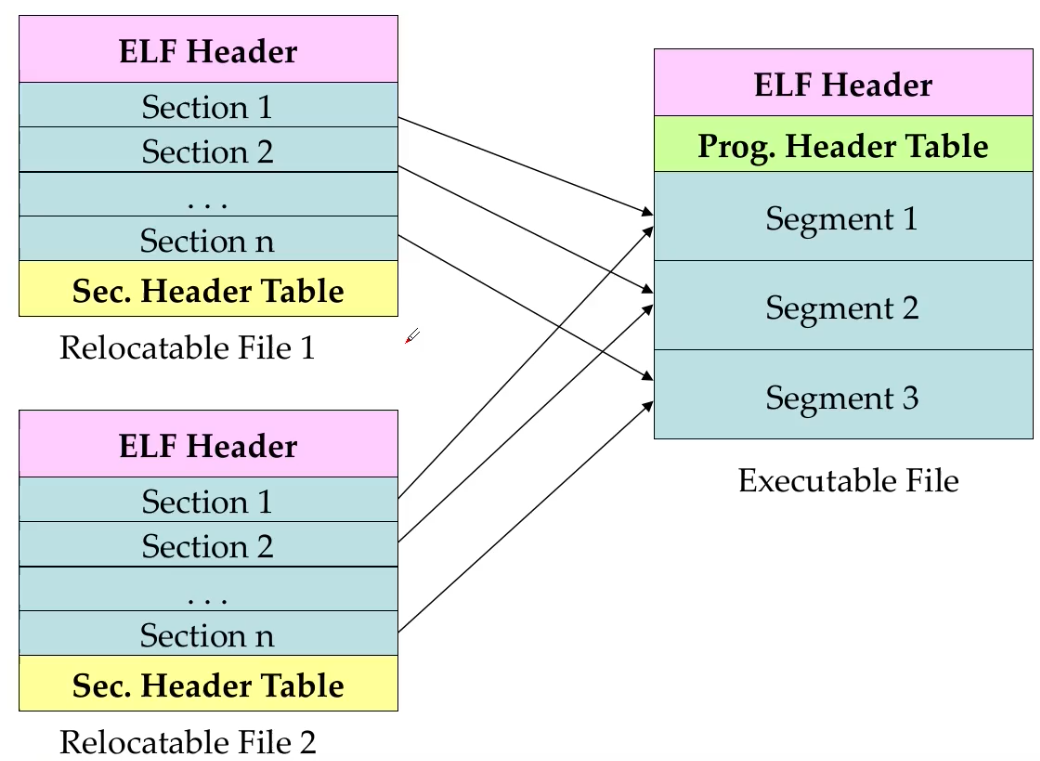 ELF Header
Section 1
Section 2
. . .
Section n
Sec. Header Table
Relocatable File 1
ELF Header
Section 1
Section 2
. . .
Section n
Sec. Header Table
Relocatable File 2
ELF Header
Prog. Header Table
Segment 1
Segment 2
Segment 3
Executable File